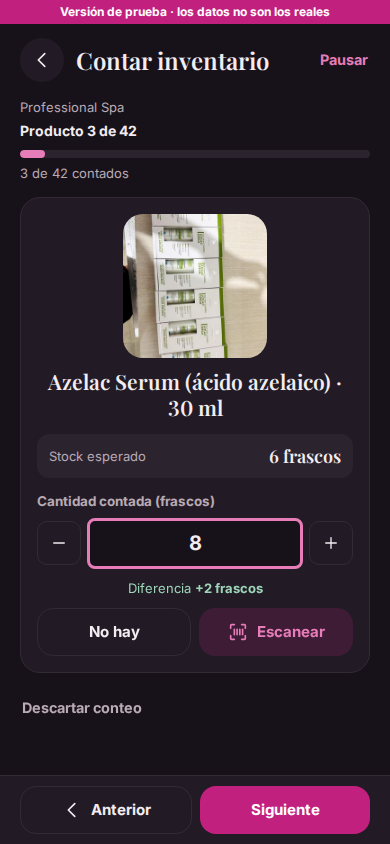 Versión de prueba · los datos no son los reales
Contar inventario
Pausar
Professional Spa
Producto 3 de 42
3 de 42 contados
Azelac Serum (ácido azelaico) ·
30 ml
Stock esperado
6 frascos
Cantidad contada (frascos)
8
Diferencia +2 frascos
No hay
Escanear
Descartar conteo
Anterior
Siguiente